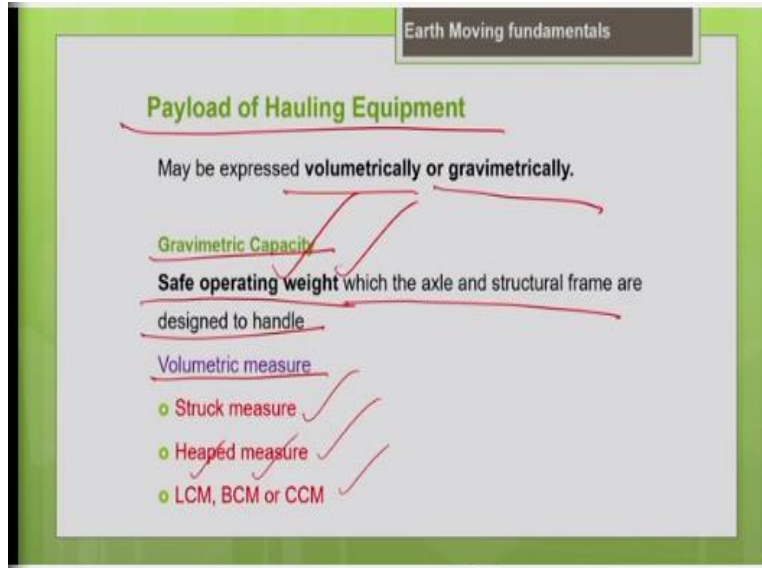 Earth Moving fundamentals
Payload of Hauling Equipment
May be expressed volumetrically or gravimetrically.
Gravimetric Capacity
Safe operating weight which the axle and structural frame are
designed to handle
Volumetric measure
Struck measure
Heaped measure
LCM, BCM or CCM